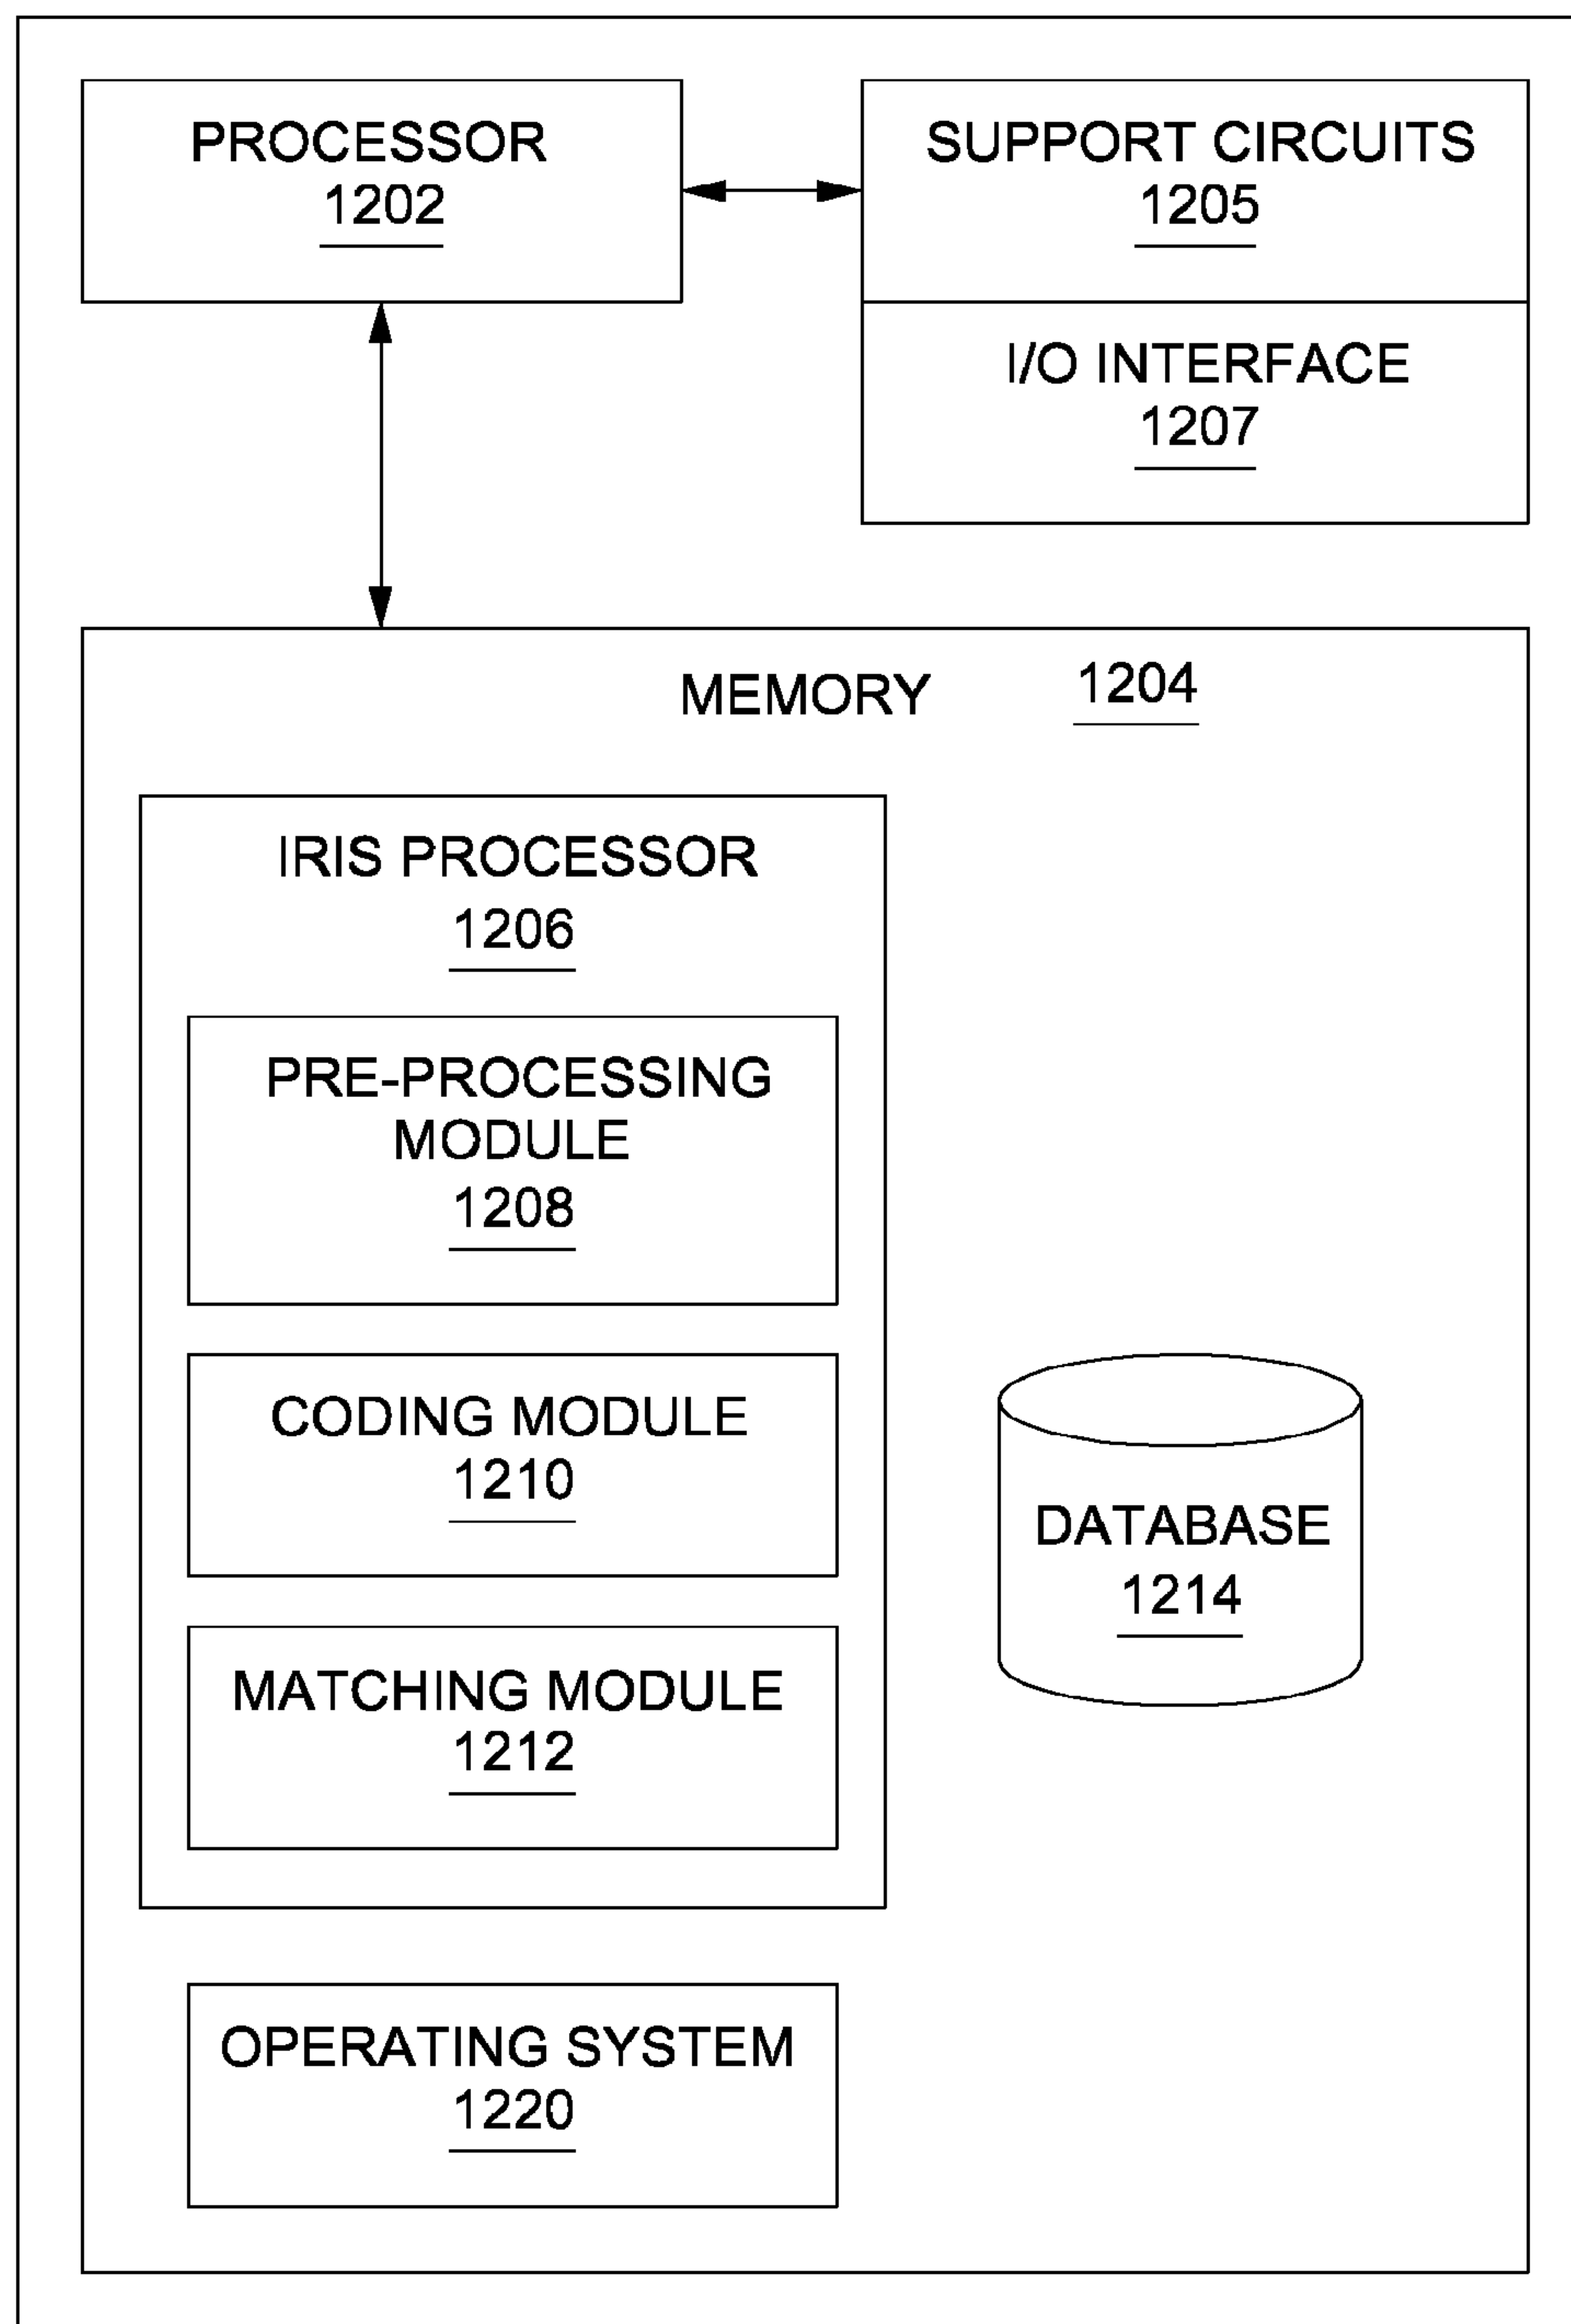 PROCESSOR
1202
SUPPORT CIRCUITS
1205
I/O INTERFACE
1207
MEMORY 1204
IRIS PROCESSOR
1206
PRE-PROCESSING
MODULE
1208
CODING MODULE
1210
MATCHING MODULE
1212
DATABASE
1214
OPERATING SYSTEM
1220